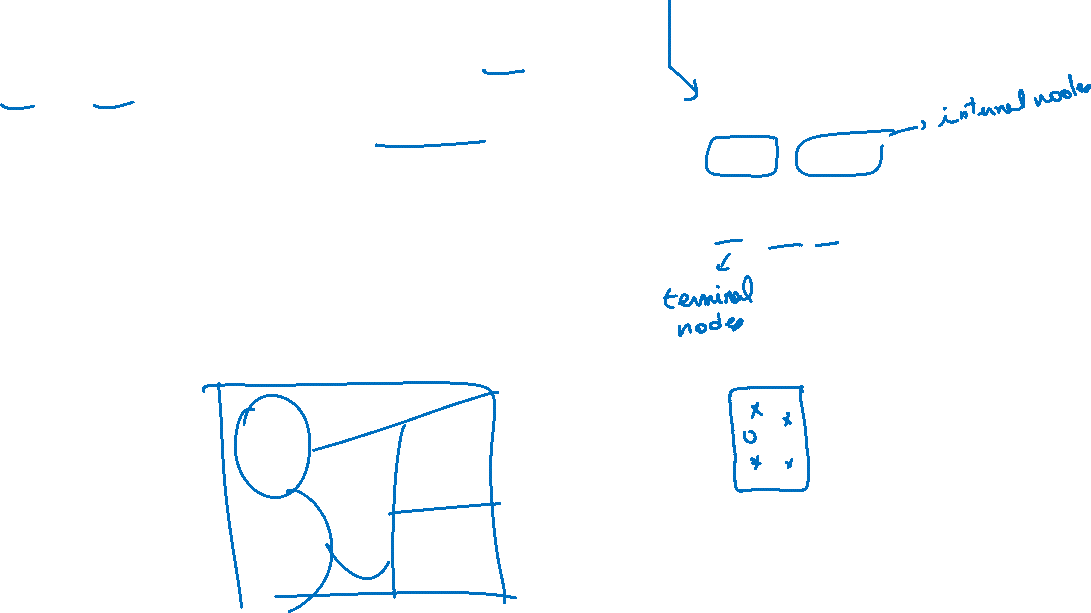 internal nodes
terminal
nodes